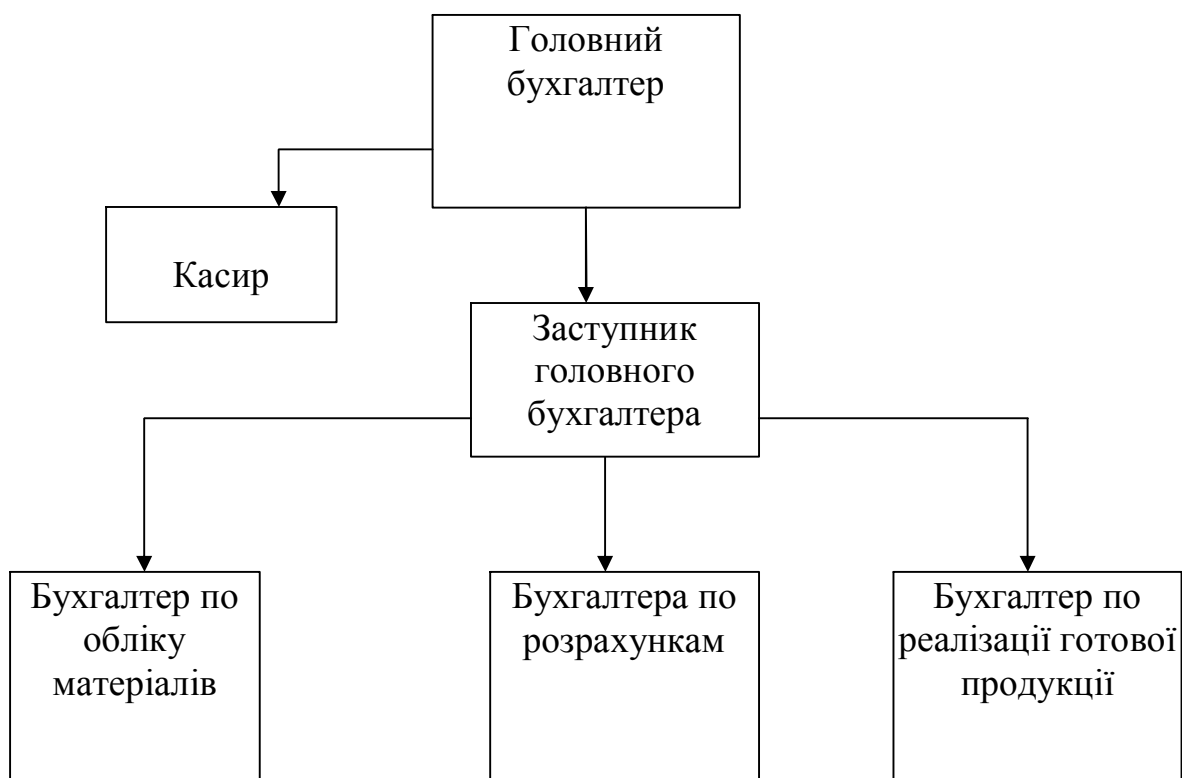 Головний
бухгалтер
Касир
Заступник
головного
бухгалтера
Бухгалтер по
обліку
матеріалів
Бухгалтера по
розрахункам
Бухгалтер по
реалізації готової
продукції